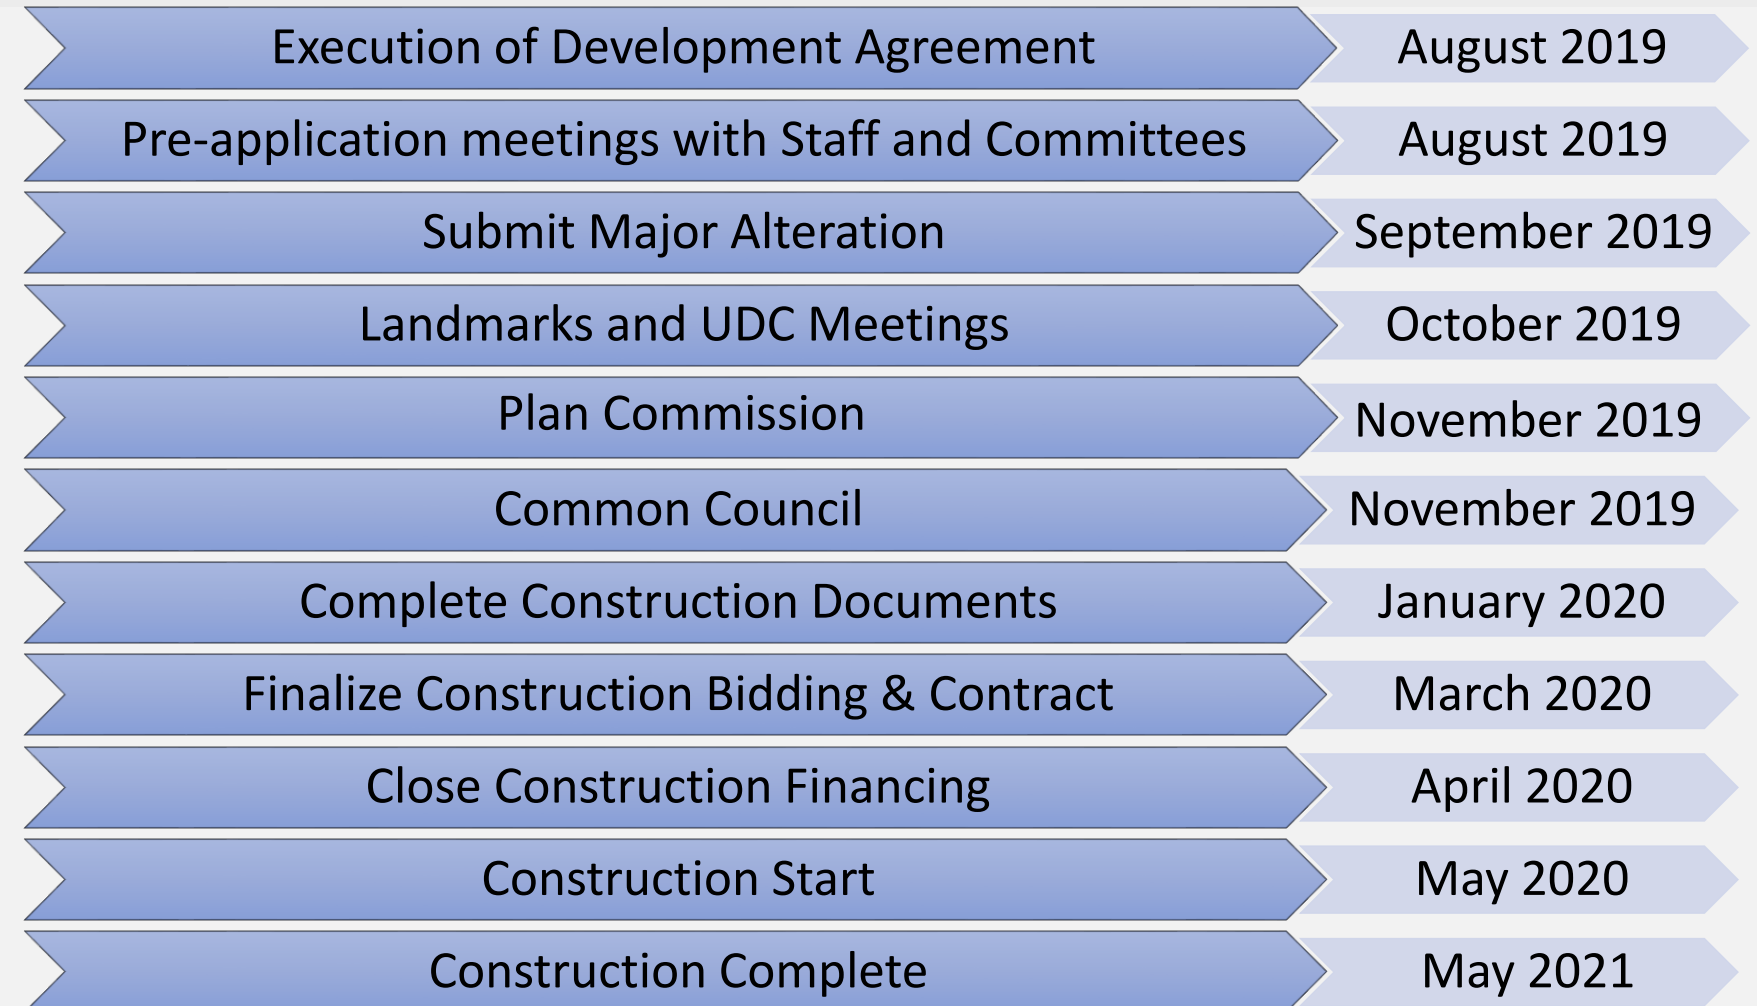 Execution of Development Agreement August 2019
Pre-application meetings with Staff and Committees August 2019
Submit Major Alteration September 2019
Landmarks and UDC Meetings October 2019
Plan Commission November 2019
Common Council November 2019
Complete Construction Documents January 2020
Finalize Construction Bidding & Contract March 2020
Close Construction Financing April 2020
Construction Start May 2020
Construction Complete May 2021